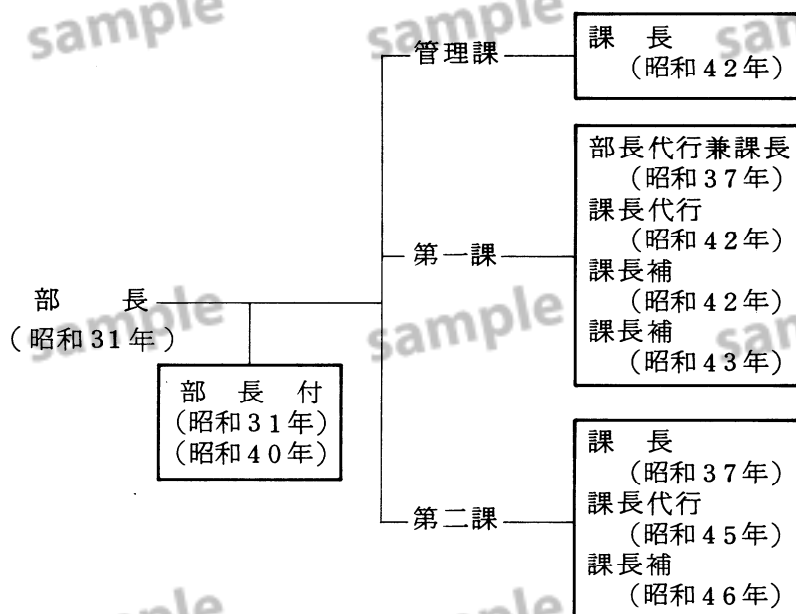 管理課
課 長
(昭和42年)
部長代行兼課長
(昭和37年)
課長代行
(昭和42年)
課長補
(昭和42年)
課長補
(昭和43年)
第一課
部 長
(昭和31年)
部 長 付
(昭和31年)
(昭和40年)
第二課
課 長
(昭和37年)
課長代行
(昭和45年)
課長補
(昭和46年)
sample
sample
sam
sample
sample
sam
sample
sample